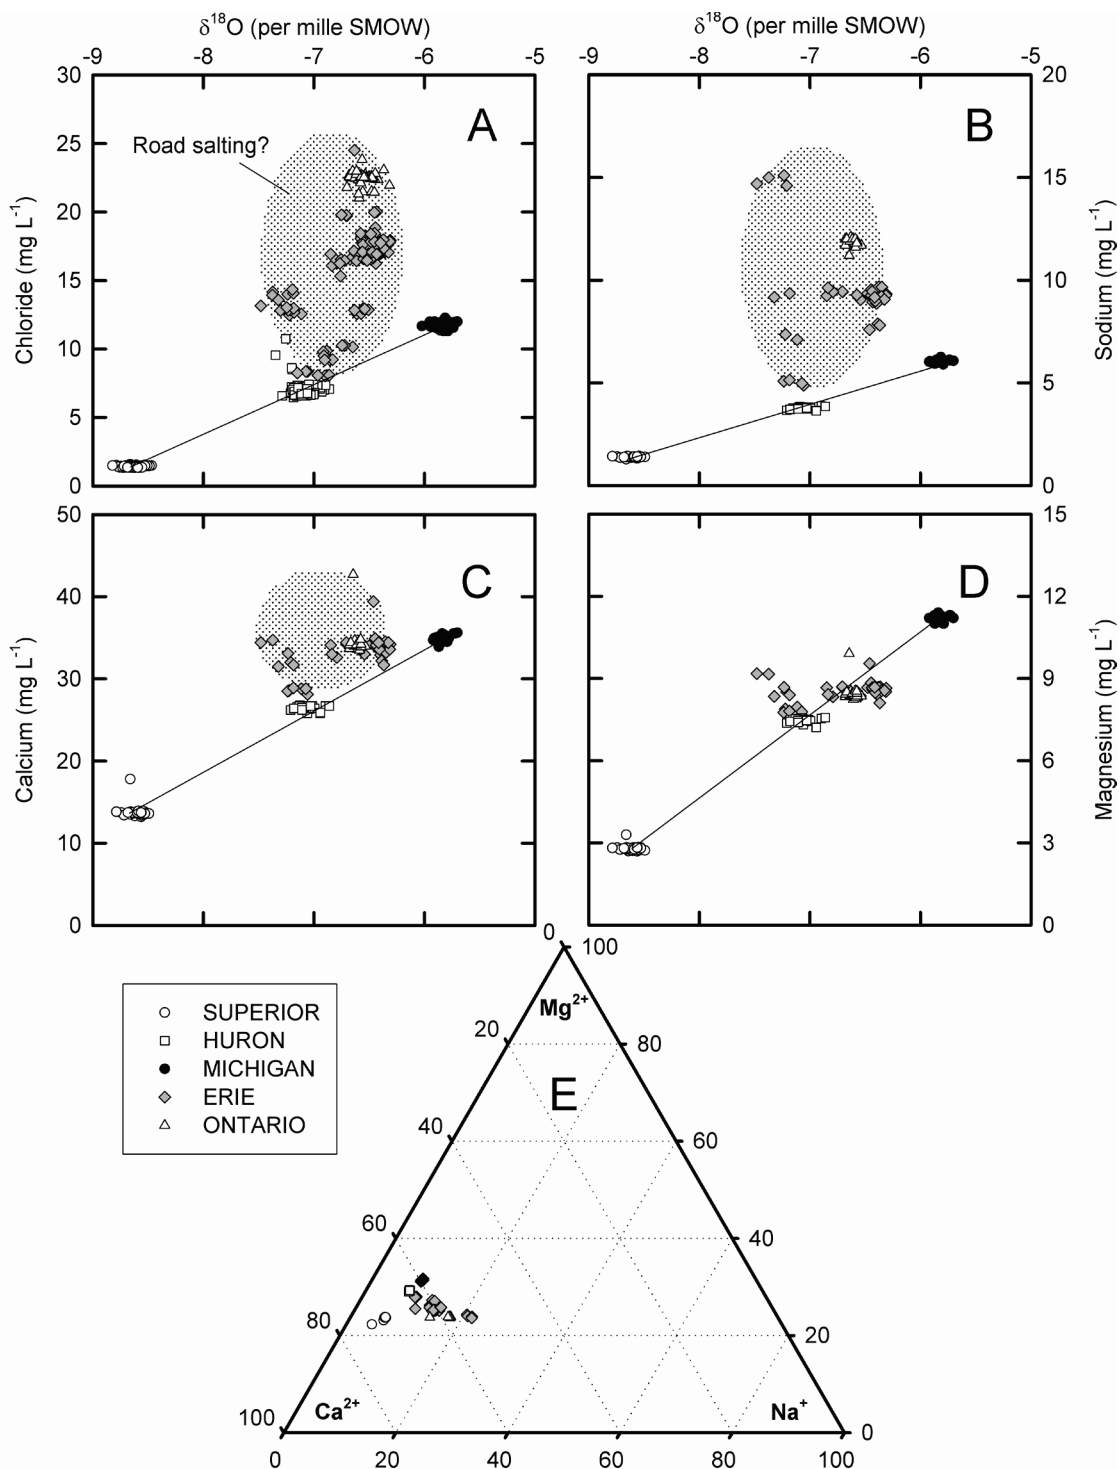 δ¹⁸O (per mille SMOW)
δ¹⁸O (per mille SMOW)
-9 -8 -7 -6 -5
-9 -8 -7 -6 -5
Chloride (mg L⁻¹)
30
25
20
15
10
5
0
Road salting?
A
B
20
15
10
5
0
Sodium (mg L⁻¹)
Calcium (mg L⁻¹)
50
40
30
20
10
0
C
D
15
12
9
6
3
0
Magnesium (mg L⁻¹)
SUPERIOR
HURON
MICHIGAN
ERIE
ONTARIO
0 100
Mg²⁺
20 80
E
40 60
60 40
80 20
Ca²⁺ Na⁺
100 0
0 20 40 60 80 100